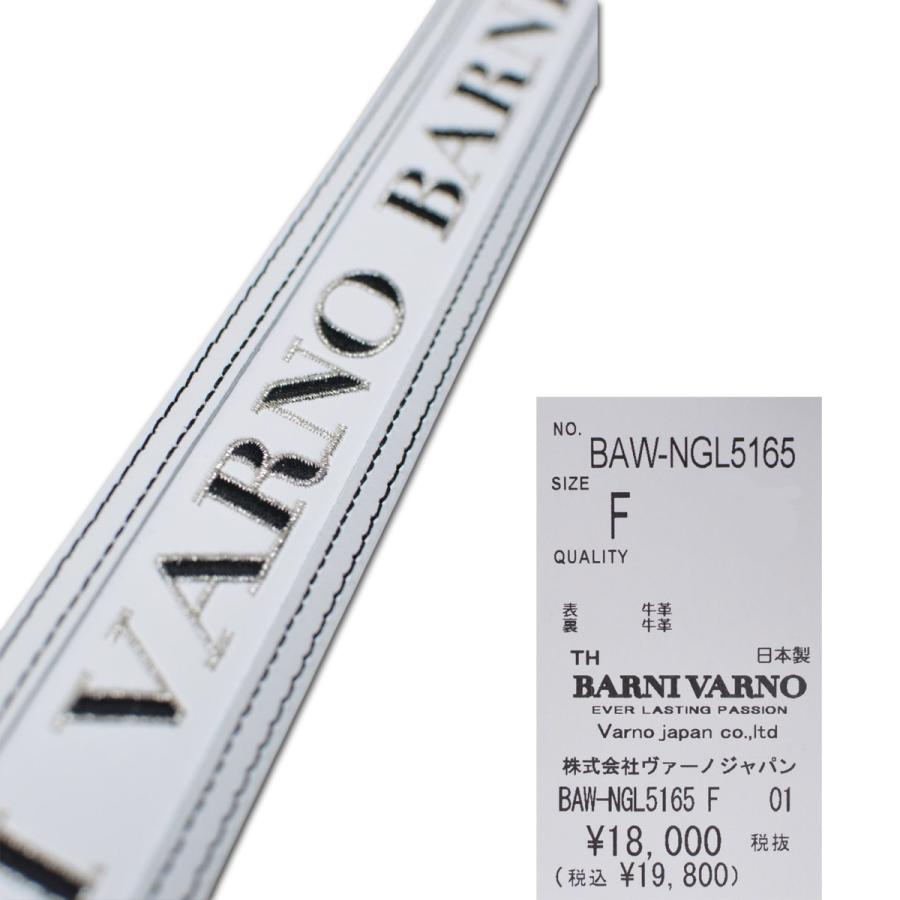 VARNO BARNI
NO.
BAW-NGL5165
SIZE
F
QUALITY
表 牛革
裏 牛革
TH 日本製
BARNI VARNO
EVER LASTING PASSION
Varno japan co.,ltd
株式会社ヴァーノジャパン
BAW-NGL5165 F 01
¥18,000 税抜
(税込 ¥19,800)